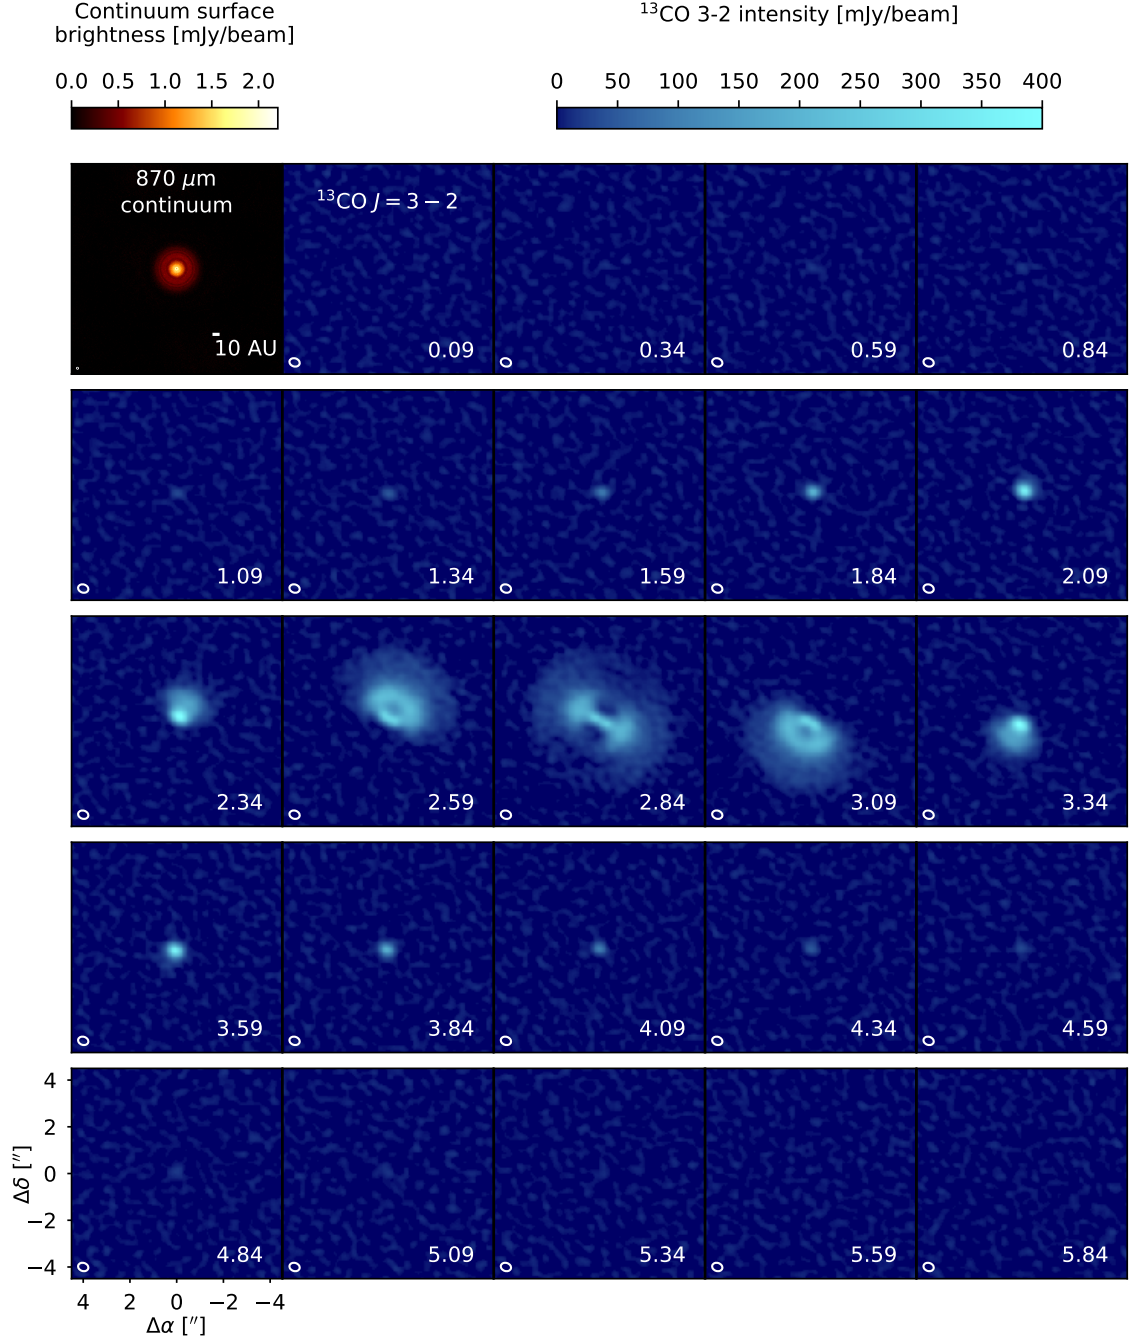 Continuum surface
brightness [mJy/beam]
¹³CO 3-2 intensity [mJy/beam]
0.0 0.5 1.0 1.5 2.0
0 50 100 150 200 250 300 350 400
870 μm
continuum
10 AU
¹³CO J = 3 − 2
0.09
0.34
0.59
0.84
1.09
1.34
1.59
1.84
2.09
2.34
2.59
2.84
3.09
3.34
3.59
3.84
4.09
4.34
4.59
4.84
5.09
5.34
5.59
5.84
4
2
0
−2
−4
Δδ [″]
4 2 0 −2 −4
Δα [″]